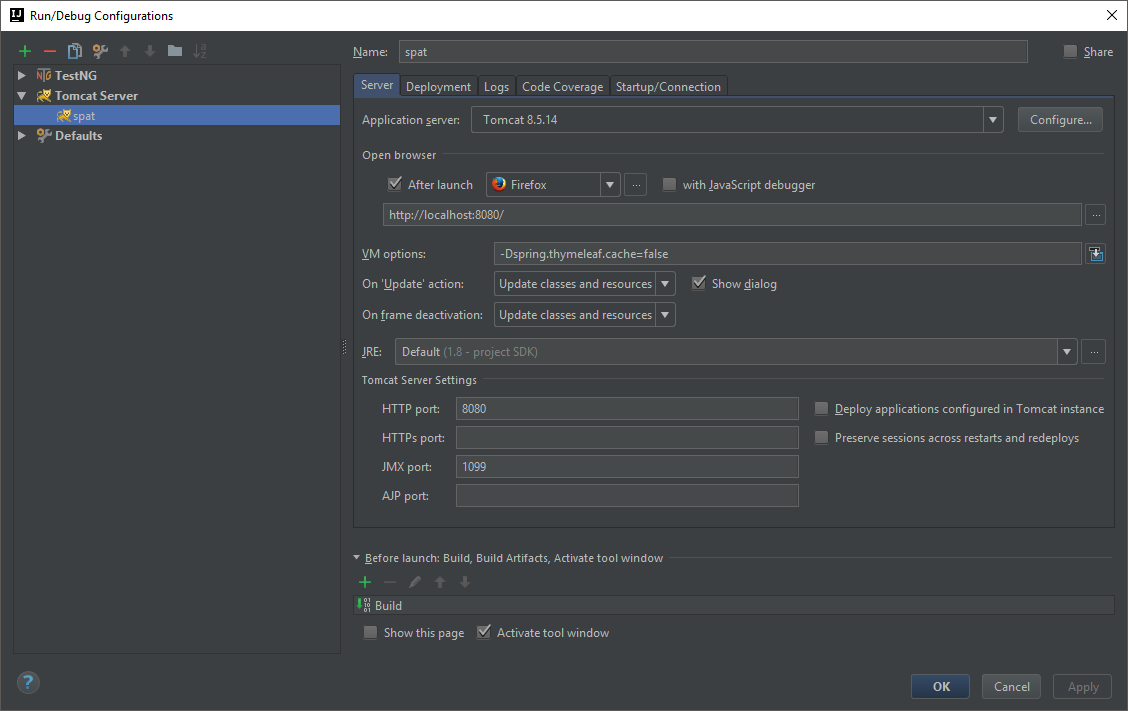 Run/Debug Configurations
Name: spat Share
TestNG
Tomcat Server
spat
Defaults
Server Deployment Logs Code Coverage Startup/Connection
Application server: Tomcat 8.5.14 Configure...
Open browser
After launch Firefox ... with JavaScript debugger
http://localhost:8080/ ...
VM options: -Dspring.thymeleaf.cache=false
On 'Update' action: Update classes and resources Show dialog
On frame deactivation: Update classes and resources
JRE: Default (1.8 - project SDK) ...
Tomcat Server Settings
HTTP port: 8080 Deploy applications configured in Tomcat instance
HTTPs port: Preserve sessions across restarts and redeploys
JMX port: 1099
AJP port:
Before launch: Build, Build Artifacts, Activate tool window
Build
Show this page Activate tool window
? OK Cancel Apply